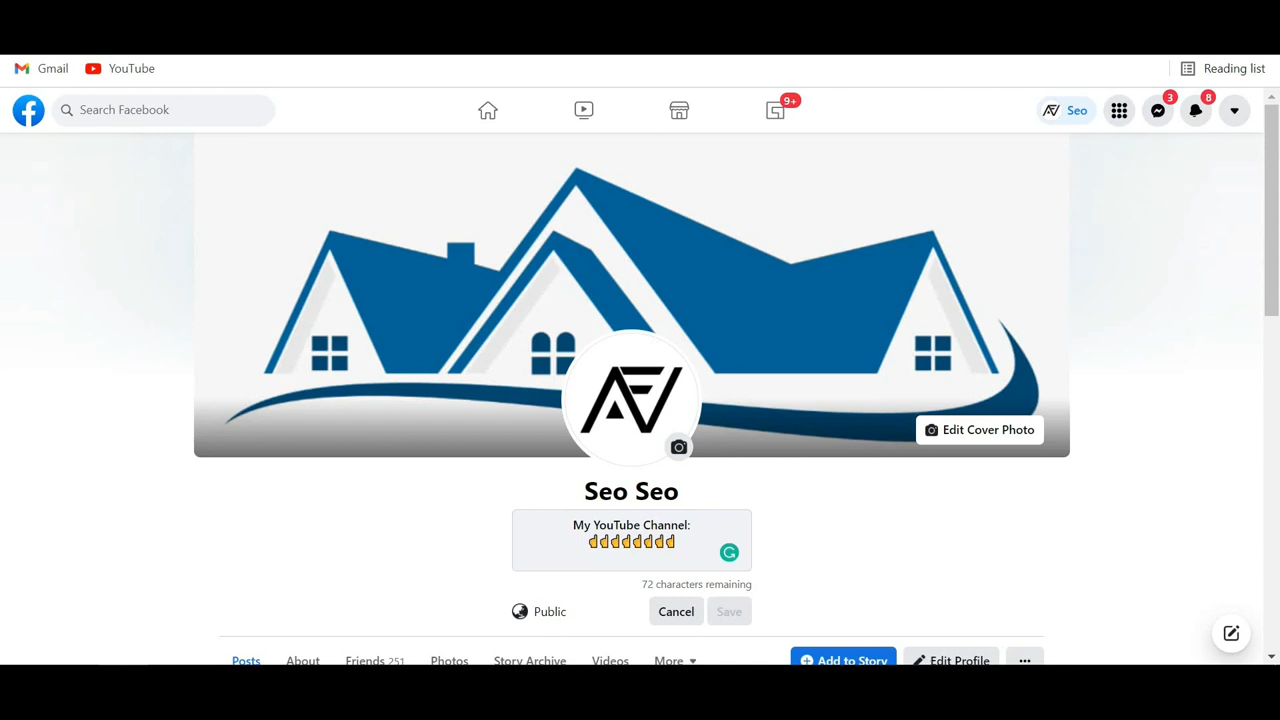 Gmail YouTube Reading list
Search Facebook 9+ Seo 3 8
AFV
Edit Cover Photo
Seo Seo
My YouTube Channel:
☝☝☝☝☝☝☝☝
72 characters remaining
Public Cancel Save
Posts About Friends 251 Photos Story Archive Videos More Add to Story Edit Profile ...